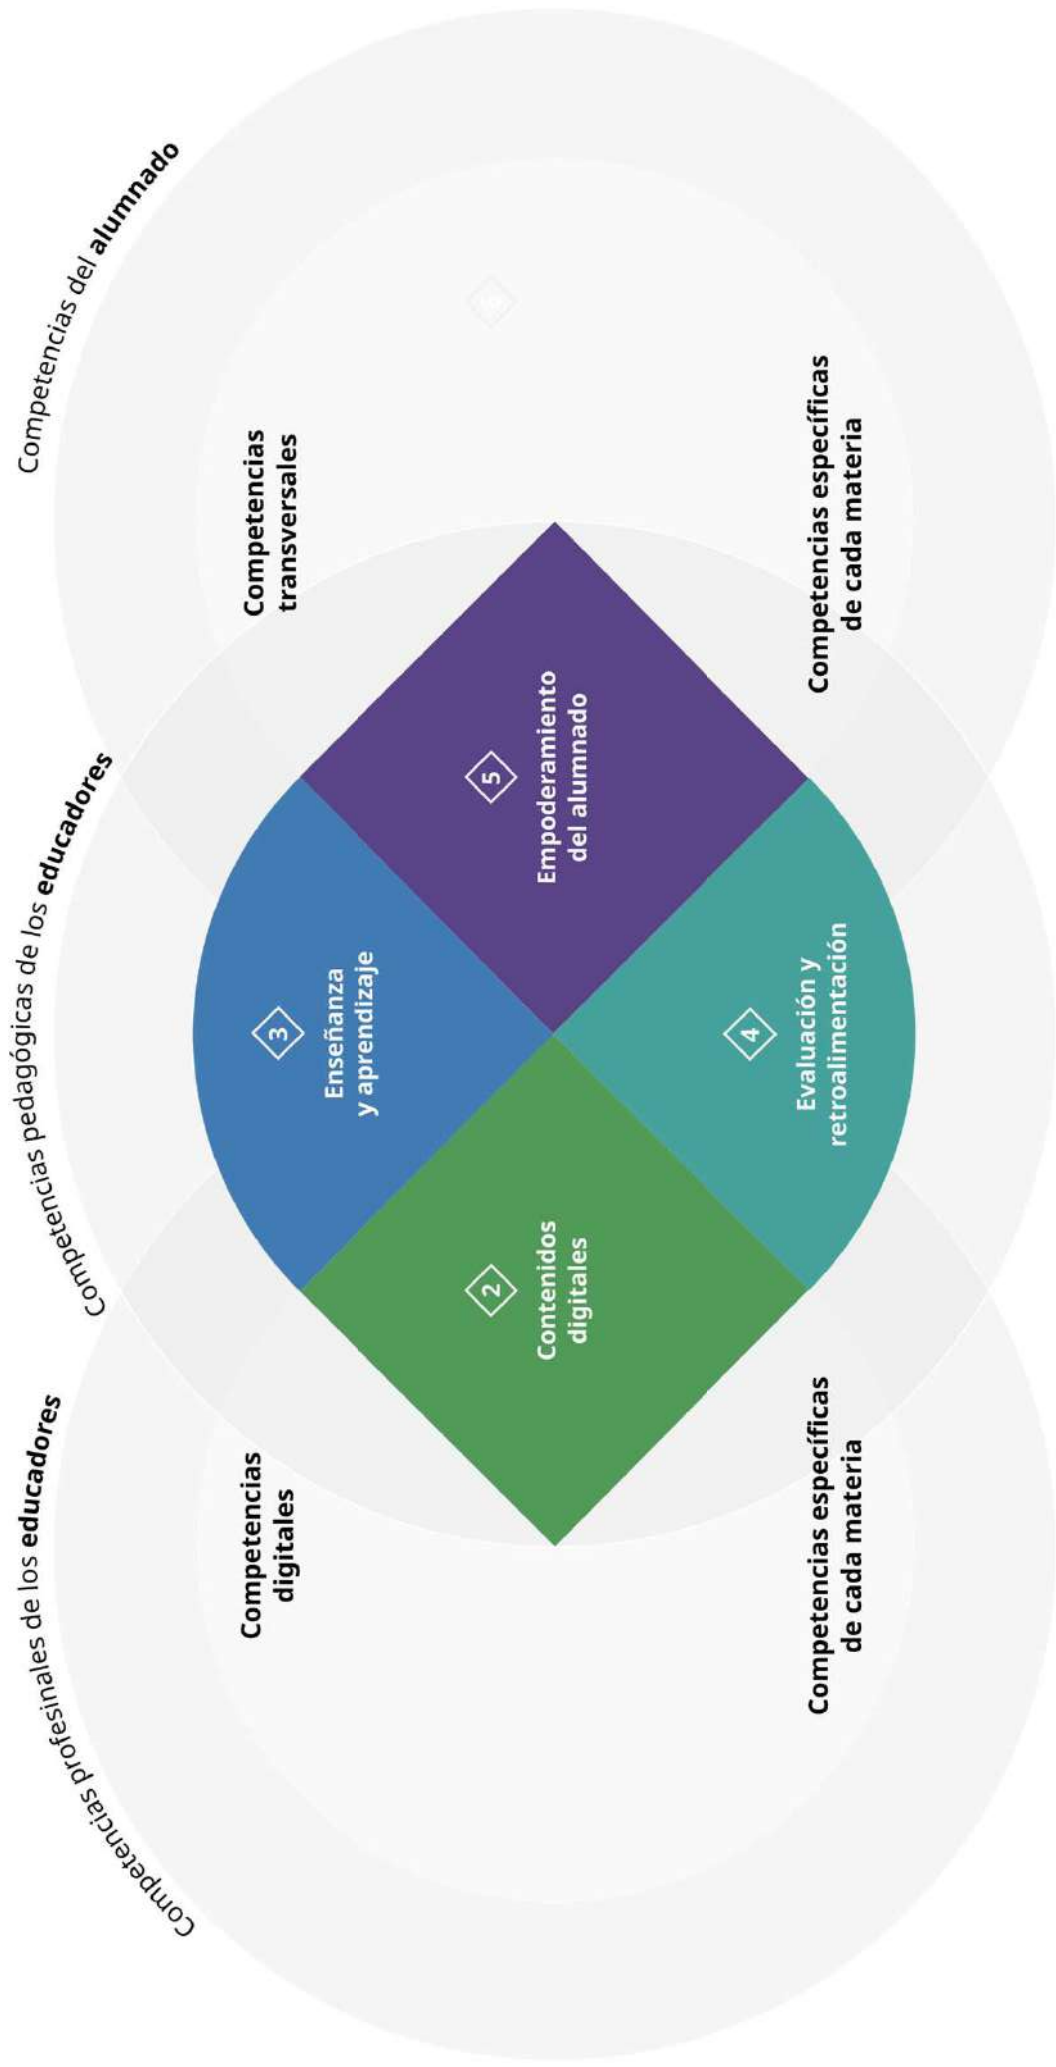 Competencias profesinales de los educadores
Competencias pedagógicas de los educadores
Competencias del alumnado
Competencias
digitales
Competencias específicas
de cada materia
2
Contenidos
digitales
3
Enseñanza
y aprendizaje
4
Evaluación y
retroalimentación
5
Empoderamiento
del alumnado
Competencias
transversales
Competencias específicas
de cada materia